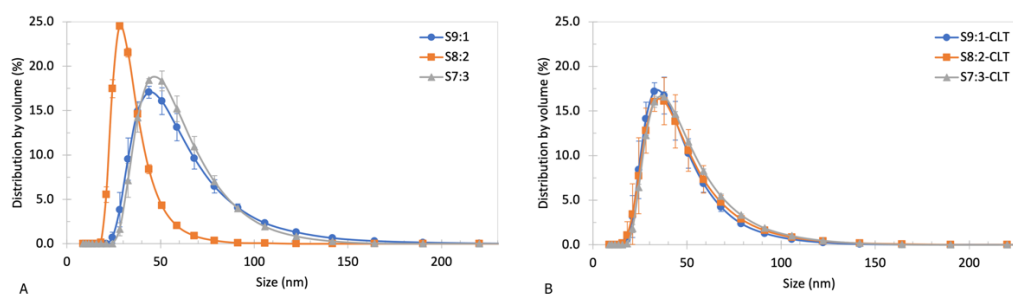 25.0
20.0
15.0
10.0
5.0
0.0
Distribution by volume (%)
0 50 100 150 200
Size (nm)
S9:1
S8:2
S7:3
A
25.0
20.0
15.0
10.0
5.0
0.0
Distribution by volume (%)
0 50 100 150 200
Size (nm)
S9:1-CLT
S8:2-CLT
S7:3-CLT
B